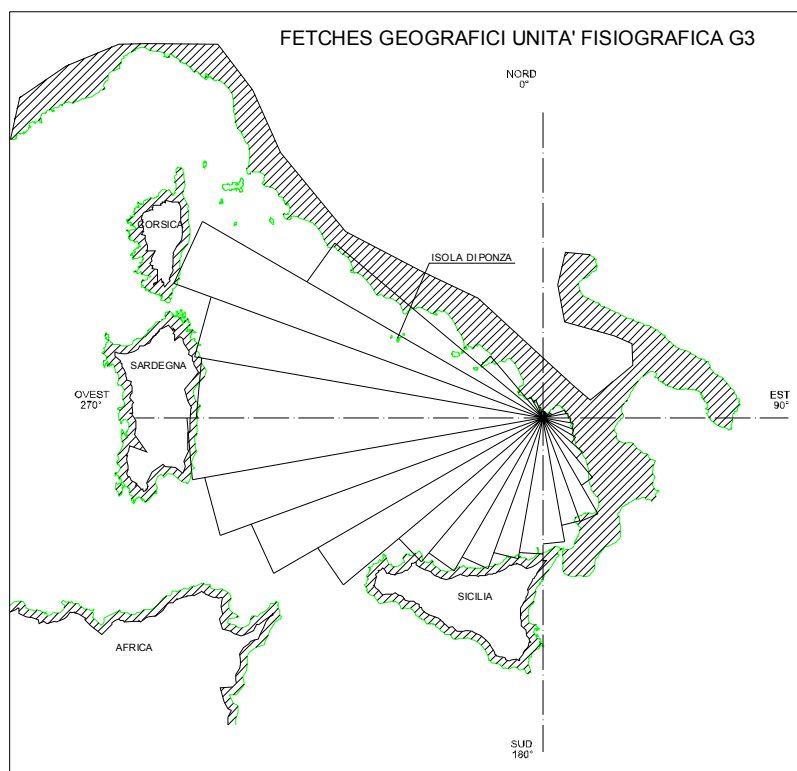 FETCHES GEOGRAFICI UNITA' FISIOGRAFICA G3
NORD
0°
CORSICA
ISOLA DI PONZA
SARDEGNA
OVEST
270°
EST
90°
SICILIA
AFRICA
SUD
180°